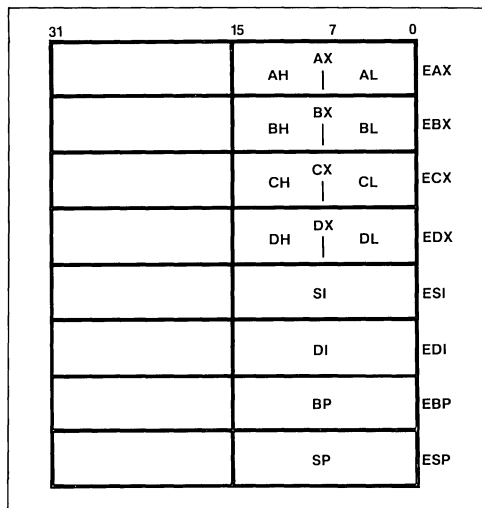 31 15 7 0
AX
AH AL EAX
BX
BH BL EBX
CX
CH CL ECX
DX
DH DL EDX
SI ESI
DI EDI
BP EBP
SP ESP